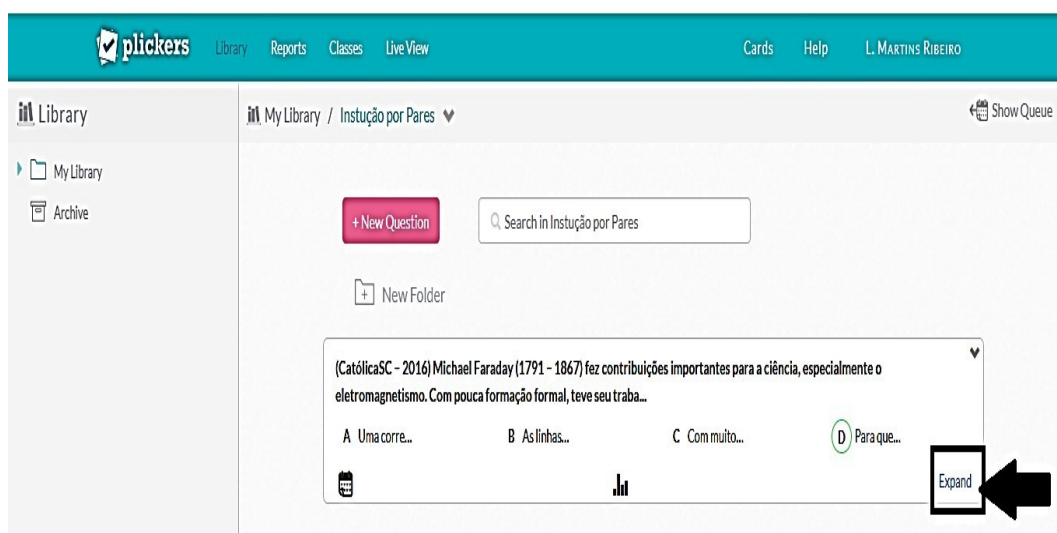 plickers Library Reports Classes Live View Cards Help L. MARTINS RIBEIRO
Library
My Library / Instução por Pares
Show Queue
My Library
Archive
+ New Question
Search in Instução por Pares
+ New Folder
(CatólicaSC – 2016) Michael Faraday (1791 – 1867) fez contribuições importantes para a ciência, especialmente o
eletromagnetismo. Com pouca formação formal, teve seu traba...
A Uma corre... B As linhas... C Com muito... D Para que...
Expand